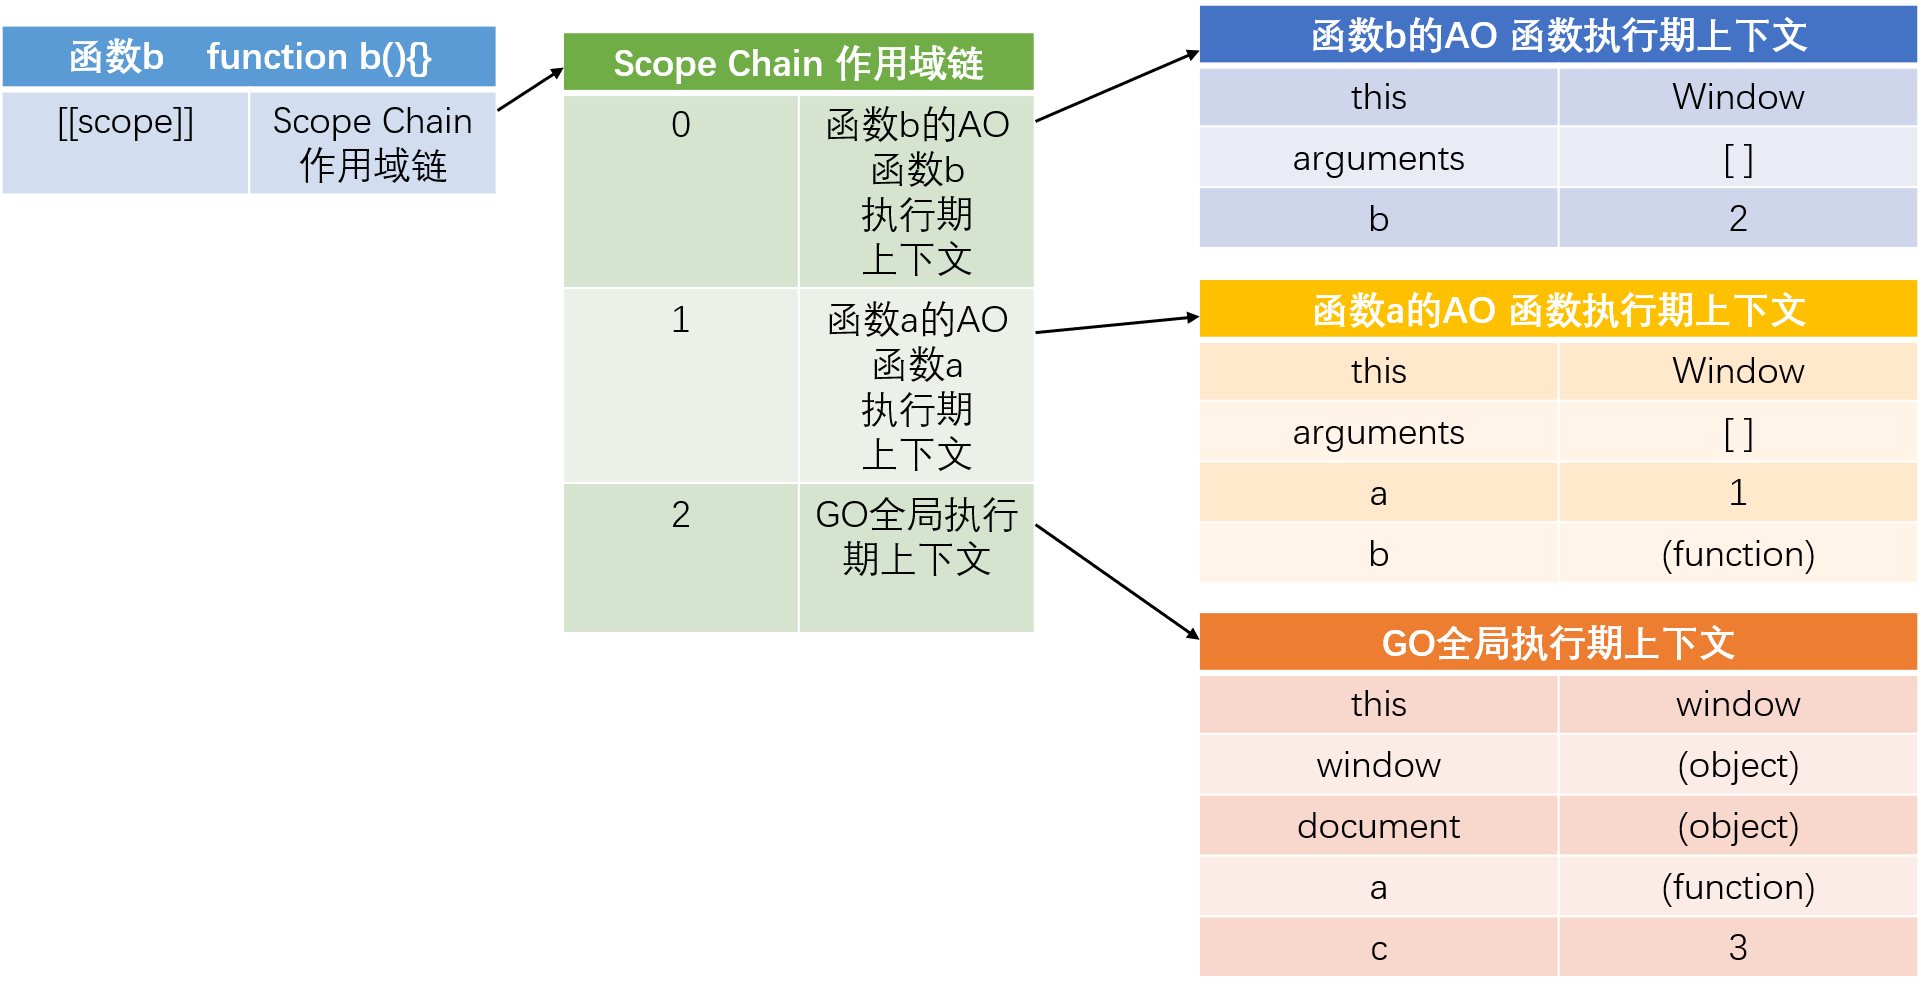 函数b function b(){}
[[scope]] Scope Chain
作用域链
Scope Chain 作用域链
0 函数b的AO
函数b
执行期
上下文
1 函数a的AO
函数a
执行期
上下文
2 GO全局执行
期上下文
函数b的AO 函数执行期上下文
this Window
arguments [ ]
b 2
函数a的AO 函数执行期上下文
this Window
arguments [ ]
a 1
b (function)
GO全局执行期上下文
this window
window (object)
document (object)
a (function)
c 3